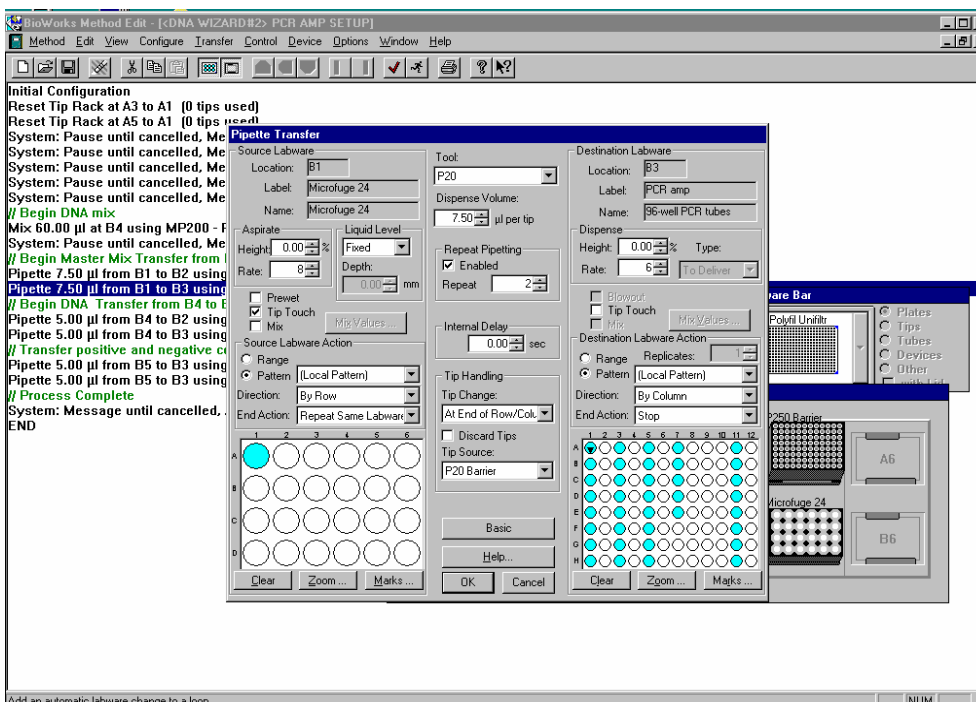 BioWorks Method Edit - [<DNA WIZARD#2> PCR AMP SETUP]
Method Edit View Configure Transfer Control Device Options Window Help
Initial Configuration
Reset Tip Rack at A3 to A1 (0 tips used)
Reset Tip Rack at A5 to A1 (0 tips used)
System: Pause until cancelled, Me
System: Pause until cancelled, Me
System: Pause until cancelled, Me
System: Pause until cancelled, Me
System: Pause until cancelled, Me
// Begin DNA mix
Mix 60.00 µl at B4 using MP200 -
System: Pause until cancelled, Me
// Begin Master Mix Transfer from
Pipette 7.50 µl from B1 to B2 using
Pipette 7.50 µl from B1 to B3 using
// Begin DNA Transfer from B4 to
Pipette 5.00 µl from B4 to B2 using
Pipette 5.00 µl from B4 to B3 using
// Transfer positive and negative
Pipette 5.00 µl from B5 to B3 using
Pipette 5.00 µl from B5 to B3 using
// Process Complete
System: Message until cancelled,
END
Pipette Transfer
Source Labware
Location: B1
Label: Microfuge 24
Name: Microfuge 24
Aspirate
Height: 0.00 %
Rate: 8
Liquid Level
Fixed
Depth:
0.00 mm
Prewet
Tip Touch
Mix
Mix Values ...
Source Labware Action
Range
Pattern (Local Pattern)
Direction: By Row
End Action: Repeat Same Labware
1 2 3 4 5 6
A
B
C
D
Clear Zoom ... Marks ...
Tool:
P20
Dispense Volume:
7.50 µl per tip
Repeat Pipetting
Enabled
Repeat 2
Internal Delay
0.00 sec
Tip Handling
Tip Change:
At End of Row/Colu
Discard Tips
Tip Source:
P20 Barrier
Basic
Help...
OK Cancel
Destination Labware
Location: B3
Label: PCR amp
Name: 96-well PCR tubes
Dispense
Height: 0.00 % Type:
Rate: 6 To Deliver
Blowout
Tip Touch
Mix
Mix Values ...
Destination Labware Action
Range Replicates: 1
Pattern (Local Pattern)
Direction: By Column
End Action: Stop
1 2 3 4 5 6 7 8 9 10 11 12
A
B
C
D
E
F
G
H
Clear Zoom ... Marks ...
ware Bar
Polyfil Unifiltr
Plates
Tips
Tubes
Devices
Other
with Lid
P250 Barrier
A6
Microfuge 24
B6
Add an automatic labware change to a loop
NUM